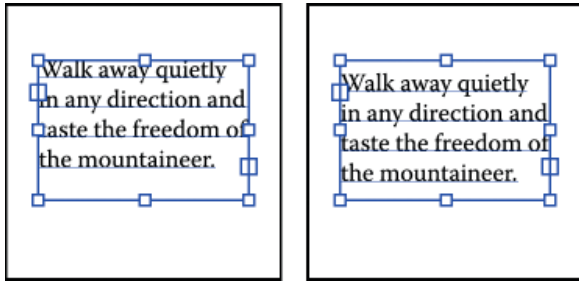 Walk away quietly
in any direction and
taste the freedom of
the mountaineer.
Walk away quietly
in any direction and
taste the freedom of
the mountaineer.